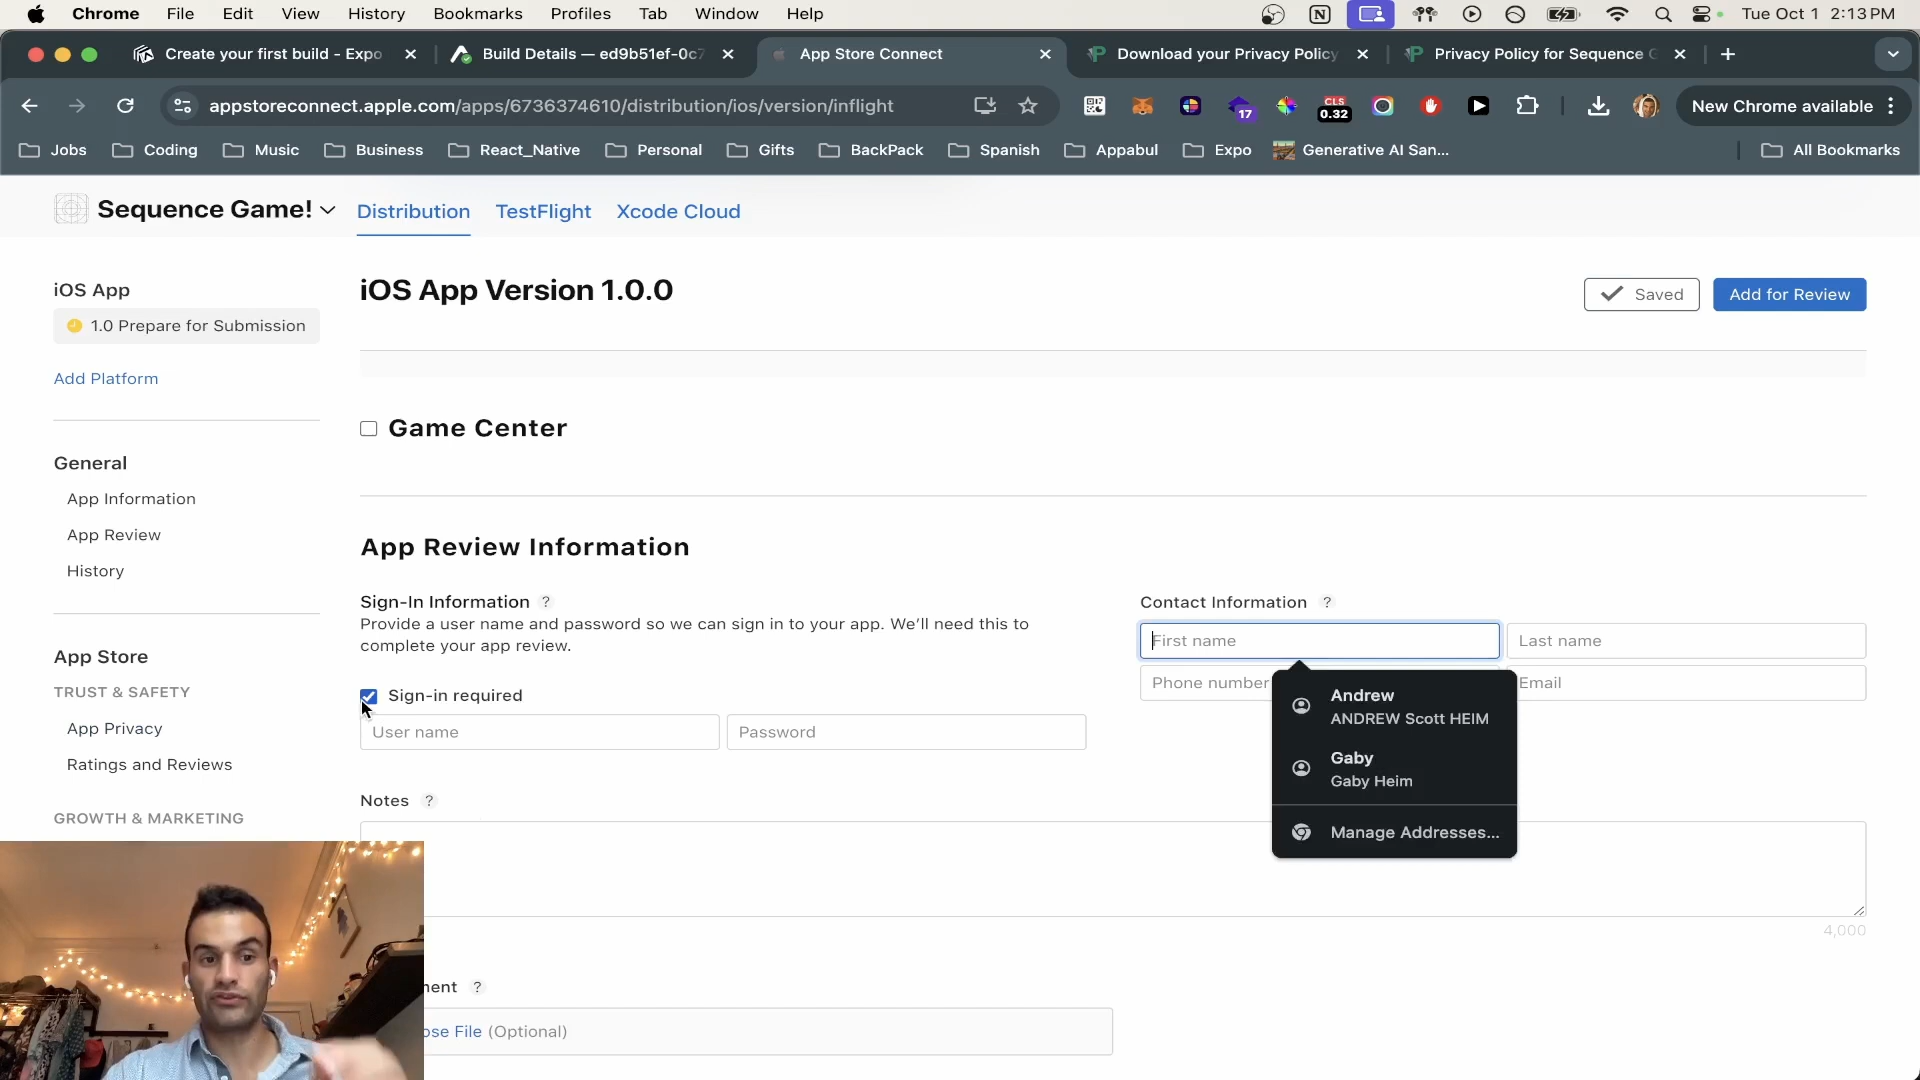 Chrome File Edit View History Bookmarks Profiles Tab Window Help Tue Oct 1 2:13 PM
Create your first build - Expo
Build Details — ed9b51ef-0c7
App Store Connect
Download your Privacy Policy
Privacy Policy for Sequence G
appstoreconnect.apple.com/apps/6736374610/distribution/ios/version/inflight
17
CLS
0.32
New Chrome available
Jobs Coding Music Business React_Native Personal Gifts BackPack Spanish Appabul Expo Generative AI San... All Bookmarks
Sequence Game! Distribution TestFlight Xcode Cloud
iOS App
1.0 Prepare for Submission
Add Platform
General
App Information
App Review
History
App Store
TRUST & SAFETY
App Privacy
Ratings and Reviews
GROWTH & MARKETING
iOS App Version 1.0.0
Saved
Add for Review
Game Center
App Review Information
Sign-In Information ?
Provide a user name and password so we can sign in to your app. We'll need this to
complete your app review.
Sign-in required
User name
Password
Contact Information ?
First name
Last name
Phone number
Email
Andrew
ANDREW Scott HEIM
Gaby
Gaby Heim
Manage Addresses...
Notes ?
4,000
ment ?
ose File (Optional)